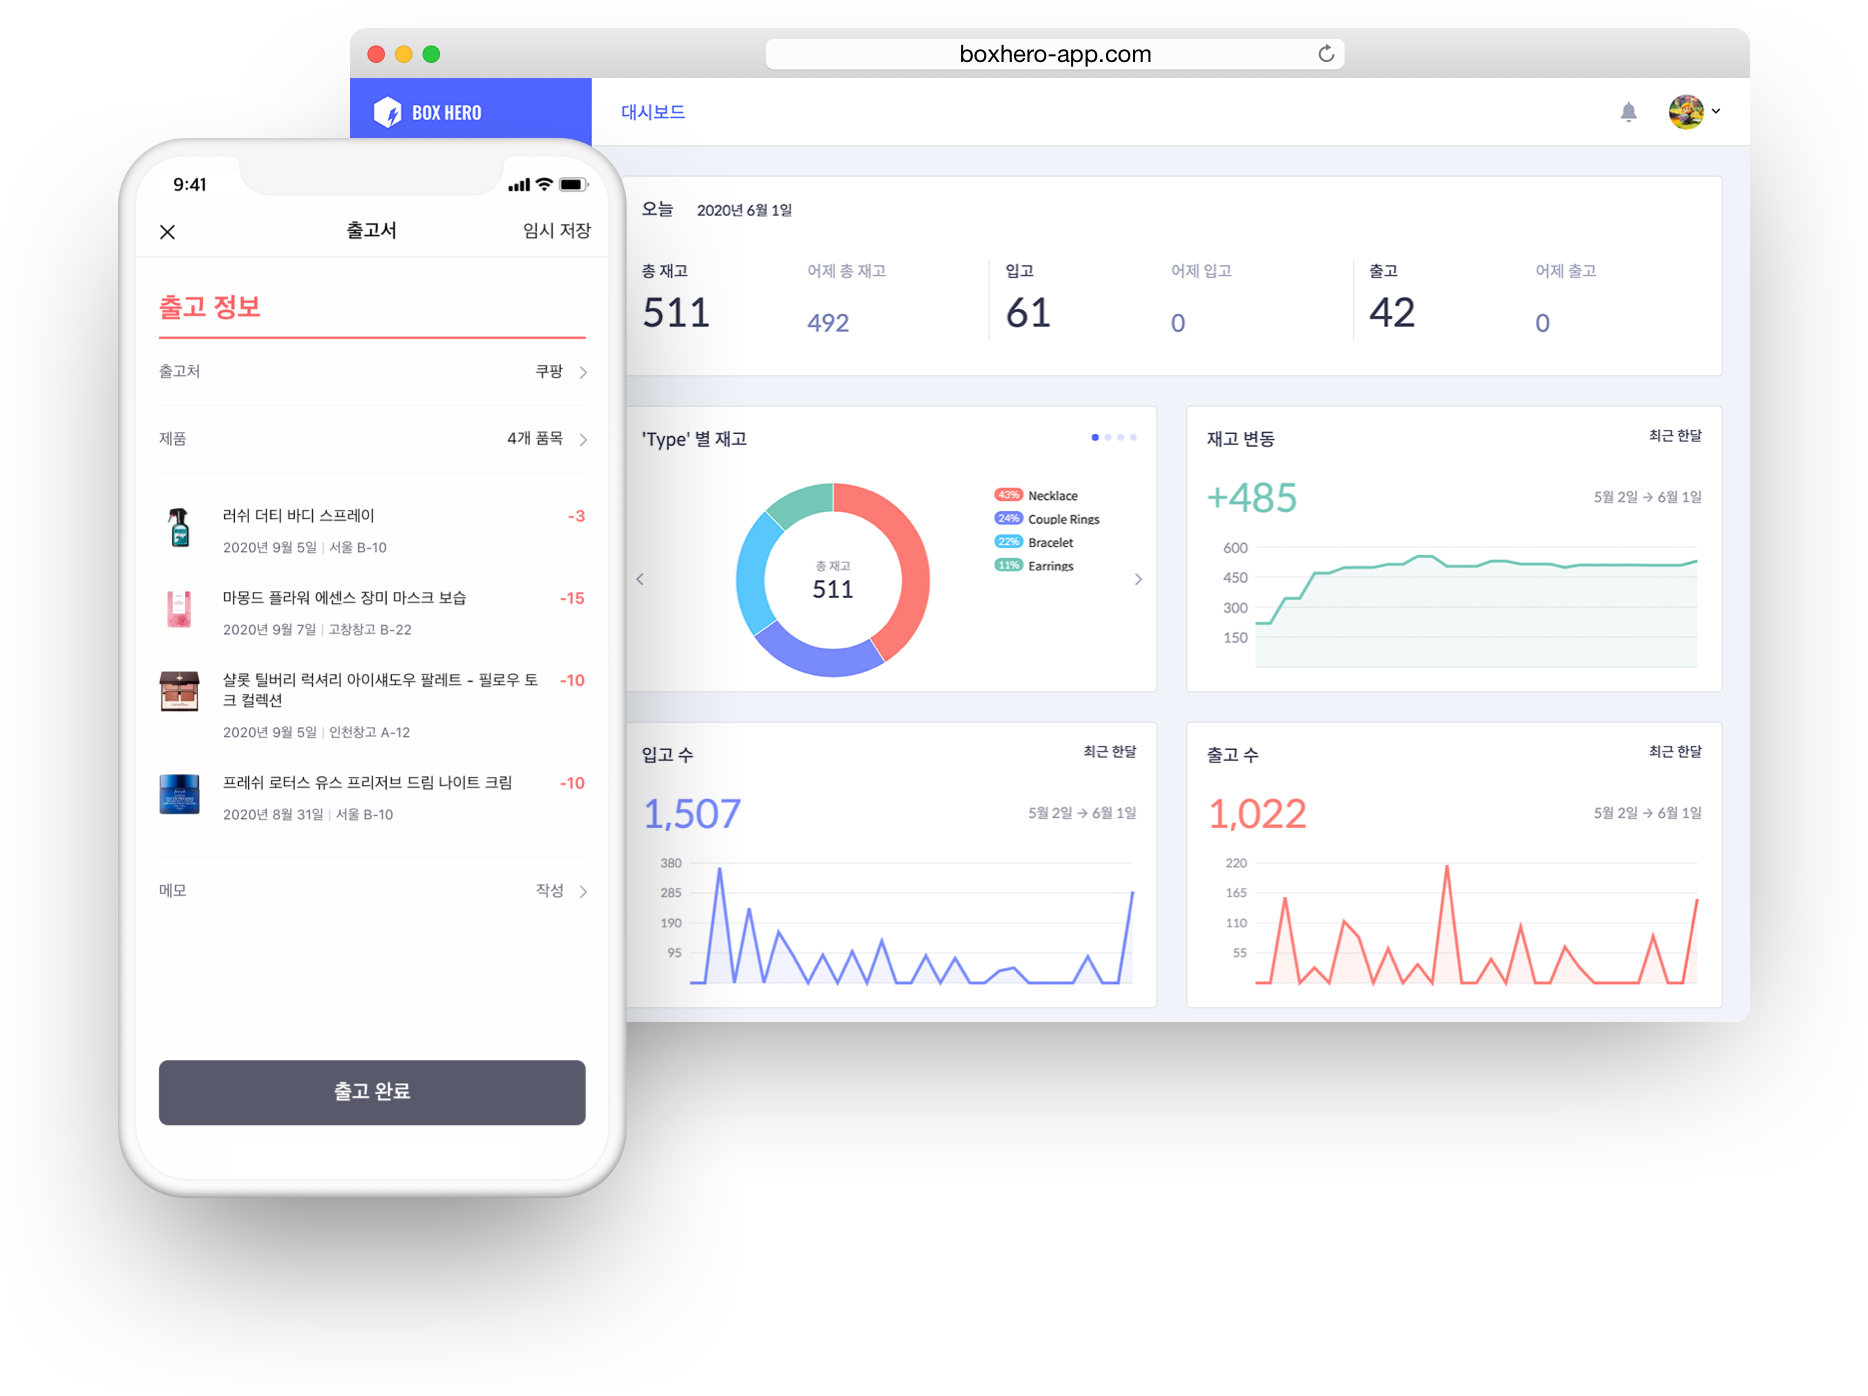 boxhero-app.com
BOX HERO
대시보드
오늘 2020년 6월 1일
총 재고 어제 총 재고 입고 어제 입고 출고 어제 출고
511 492 61 0 42 0
'Type' 별 재고
총 재고
511
43% Necklace
24% Couple Rings
22% Bracelet
11% Earrings
재고 변동 최근 한달
+485 5월 2일 → 6월 1일
600
450
300
150
입고 수 최근 한달
1,507 5월 2일 → 6월 1일
380
285
190
95
출고 수 최근 한달
1,022 5월 2일 → 6월 1일
220
165
110
55
9:41
출고서 임시 저장
출고 정보
출고처 쿠팡
제품 4개 품목
러쉬 더티 바디 스프레이 -3
2020년 9월 5일 | 서울 B-10
마몽드 플라워 에센스 장미 마스크 보습 -15
2020년 9월 7일 | 고창창고 B-22
샬롯 틸버리 럭셔리 아이섀도우 팔레트 - 필로우 토 -10
크 컬렉션
2020년 9월 5일 | 인천창고 A-12
프레쉬 로터스 유스 프리저브 드림 나이트 크림 -10
2020년 8월 31일 | 서울 B-10
메모 작성
출고 완료